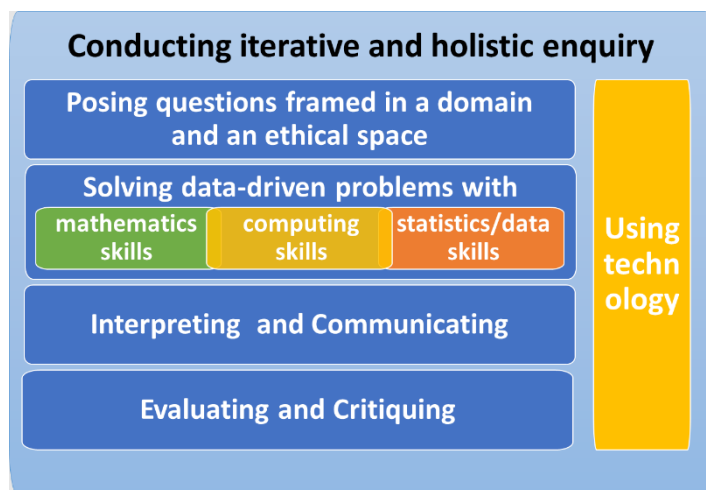 Conducting iterative and holistic enquiry
Posing questions framed in a domain
and an ethical space
Solving data-driven problems with
mathematics
skills
computing
skills
statistics/data
skills
Interpreting and Communicating
Evaluating and Critiquing
Using
techn
ology